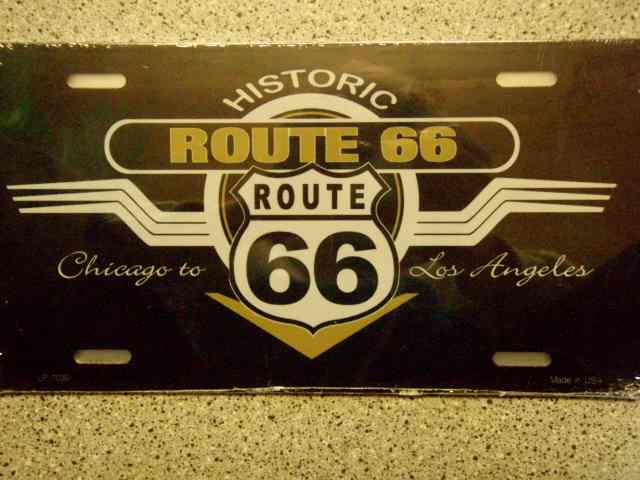 HISTORIC
ROUTE 66
ROUTE
66
Chicago to Los Angeles
Made in USA